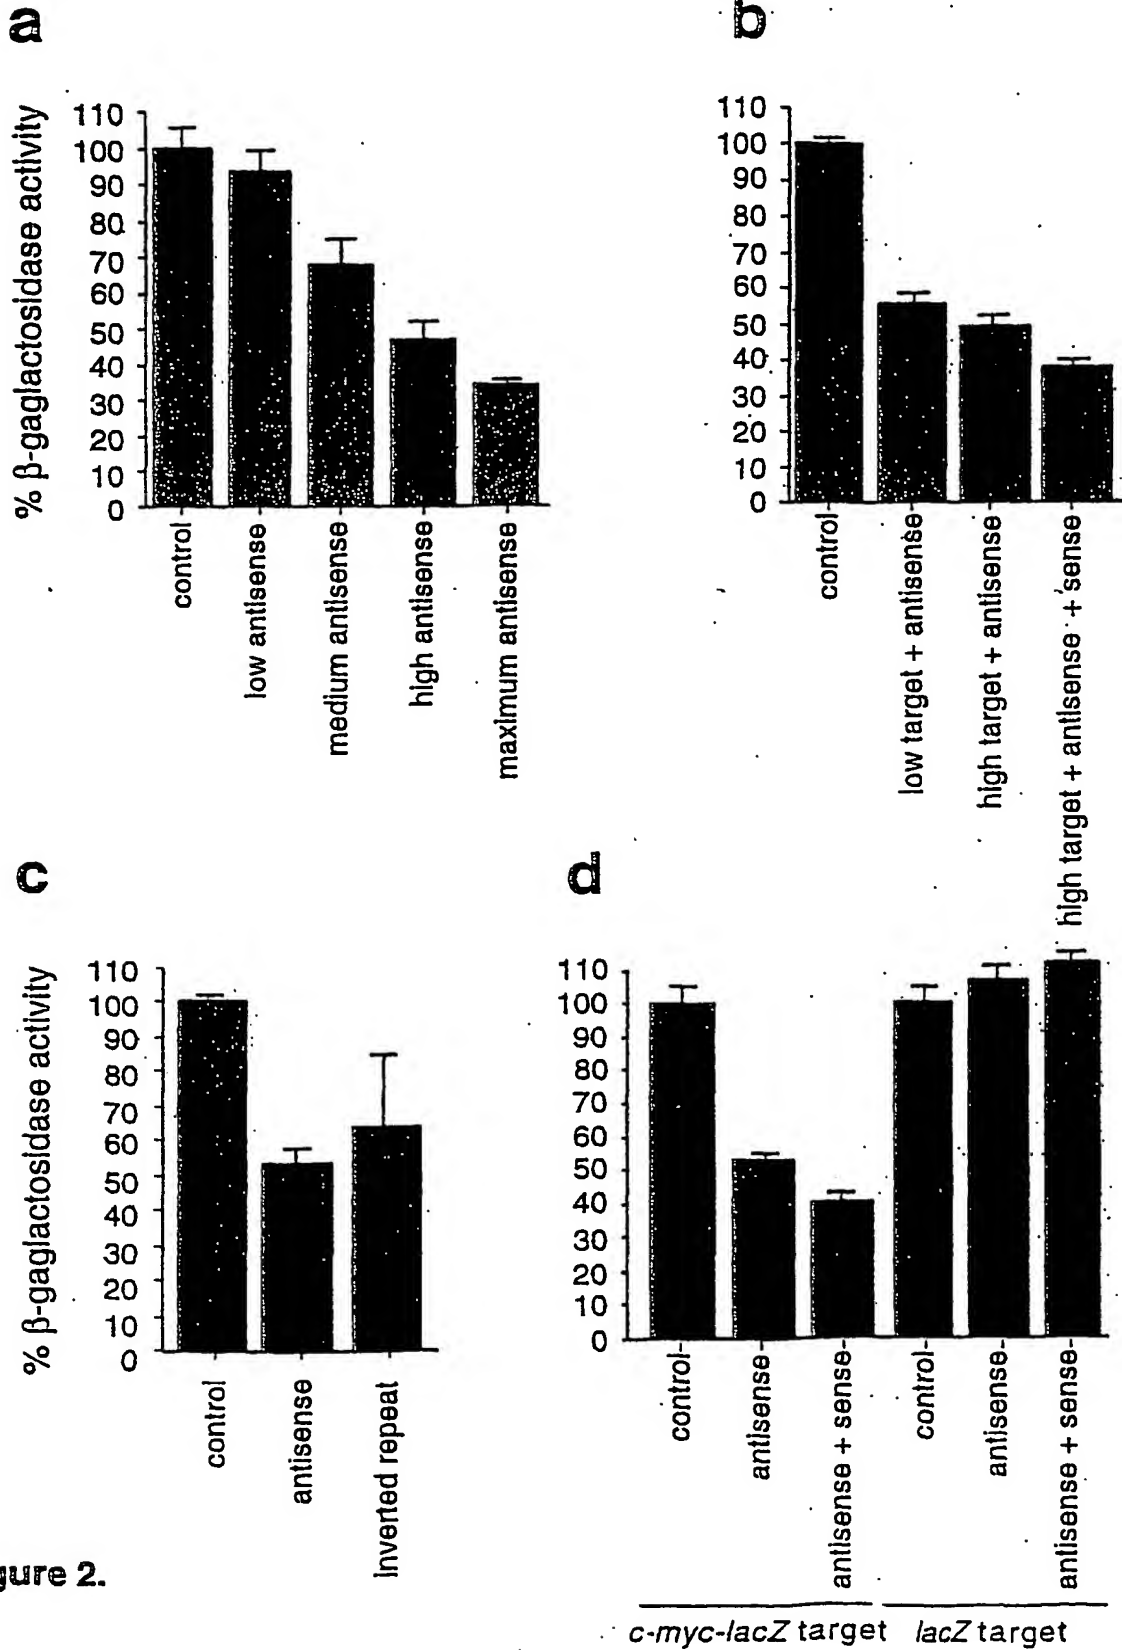 a
% β-gaglactosidase activity
110
100
90
80
70
60
50
40
30
20
10
0
control
low antisense
medium antisense
high antisense
maximum antisense
b
110
100
90
80
70
60
50
40
30
20
10
0
control
low target + antisense
high target + antisense
high target + antisense + sense
c
% β-gaglactosidase activity
110
100
90
80
70
60
50
40
30
20
10
0
control
antisense
Inverted repeat
d
110
100
90
80
70
60
50
40
30
20
10
0
control
antisense
antisense + sense
control
antisense
antisense + sense
c-myc-lacZ target
lacZ target
gure 2.